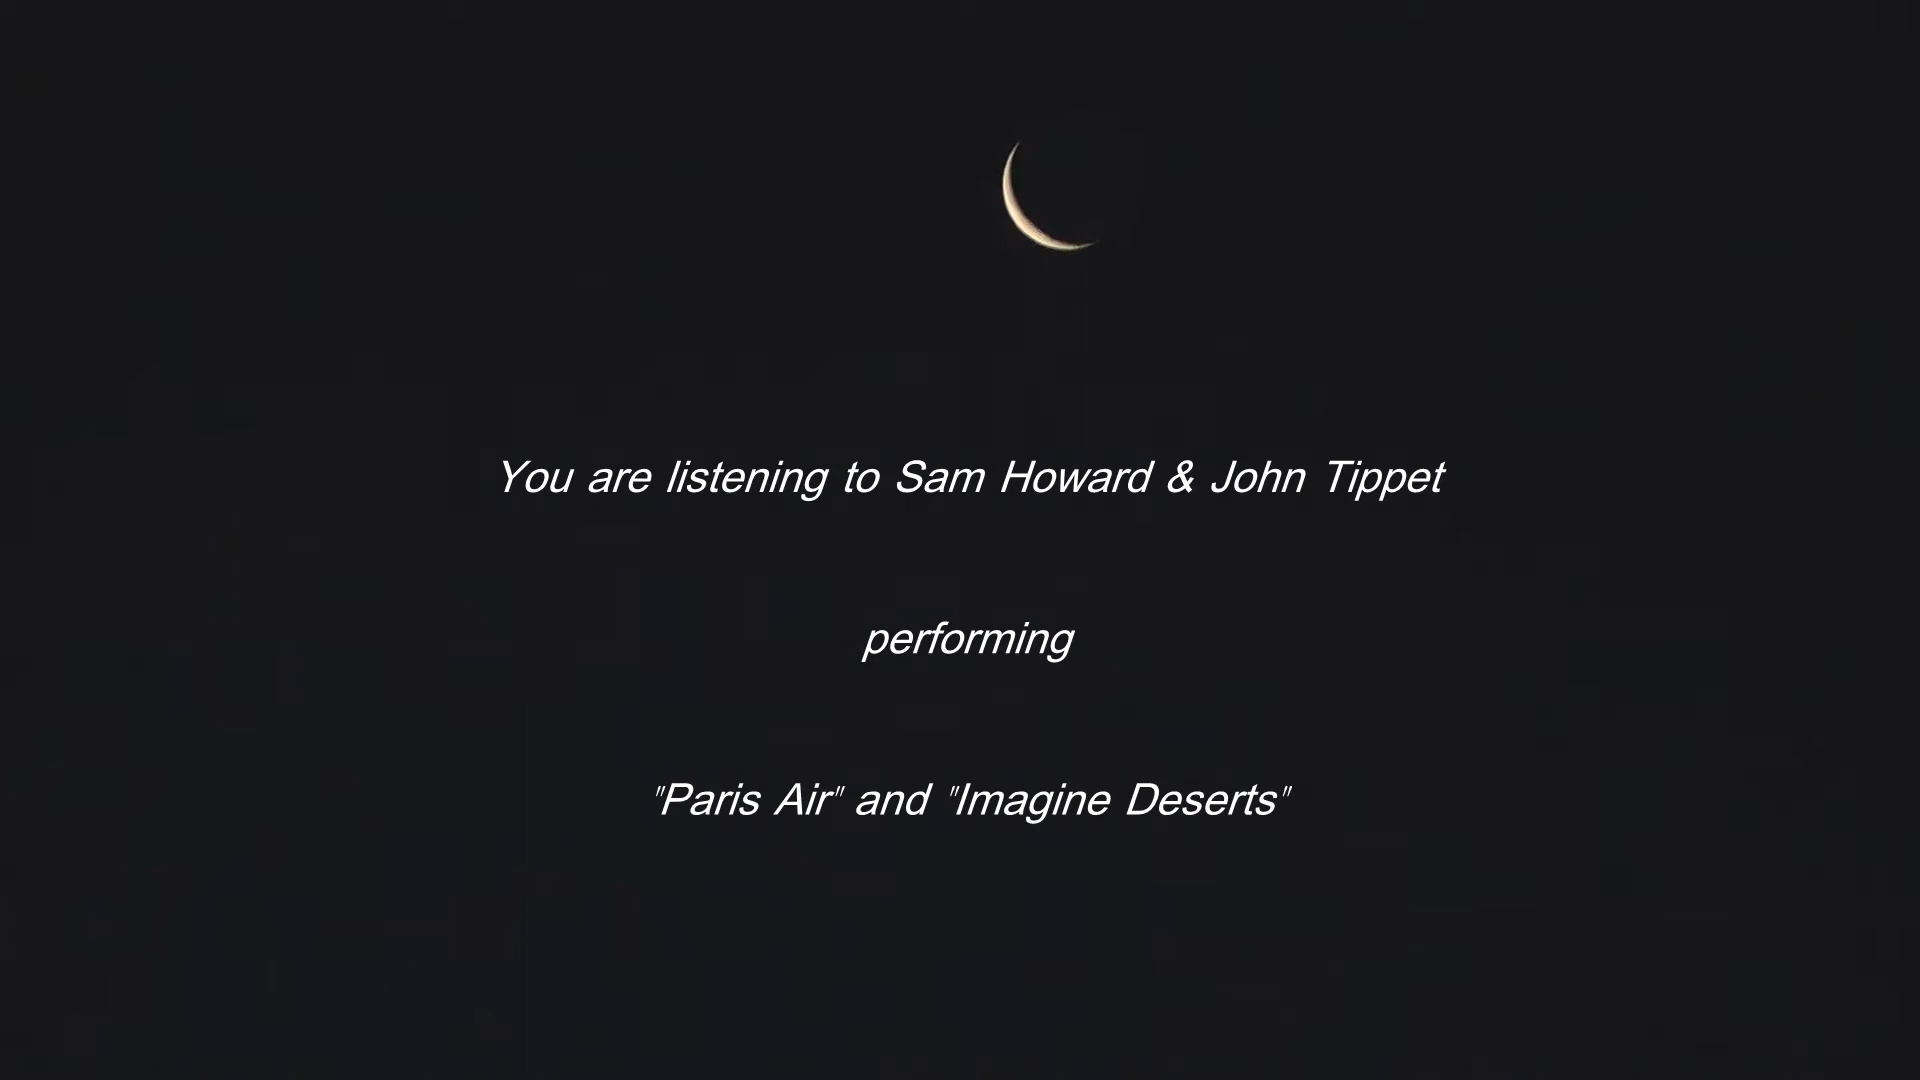 You are listening to Sam Howard & John Tippet
performing
"Paris Air" and "Imagine Deserts"